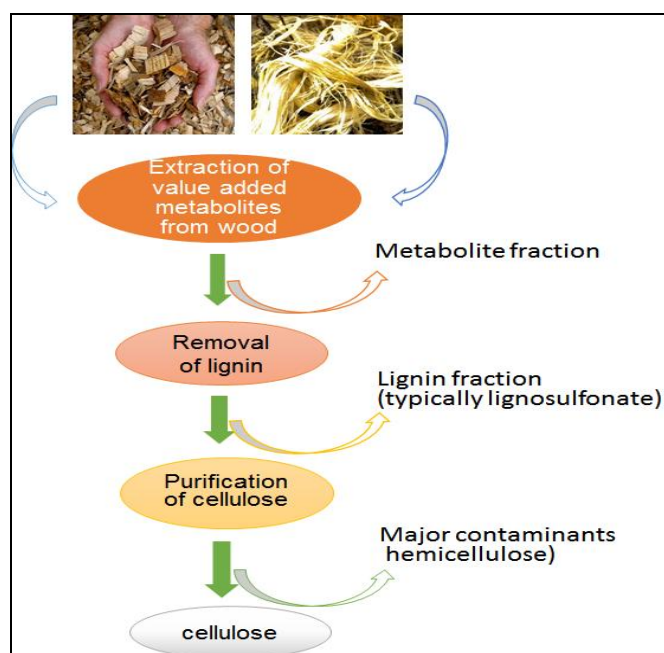 Extraction of
value added
metabolites
from wood
Metabolite fraction
Removal
of lignin
Lignin fraction
(typically lignosulfonate)
Purification
of cellulose
Major contaminants
hemicellulose)
cellulose